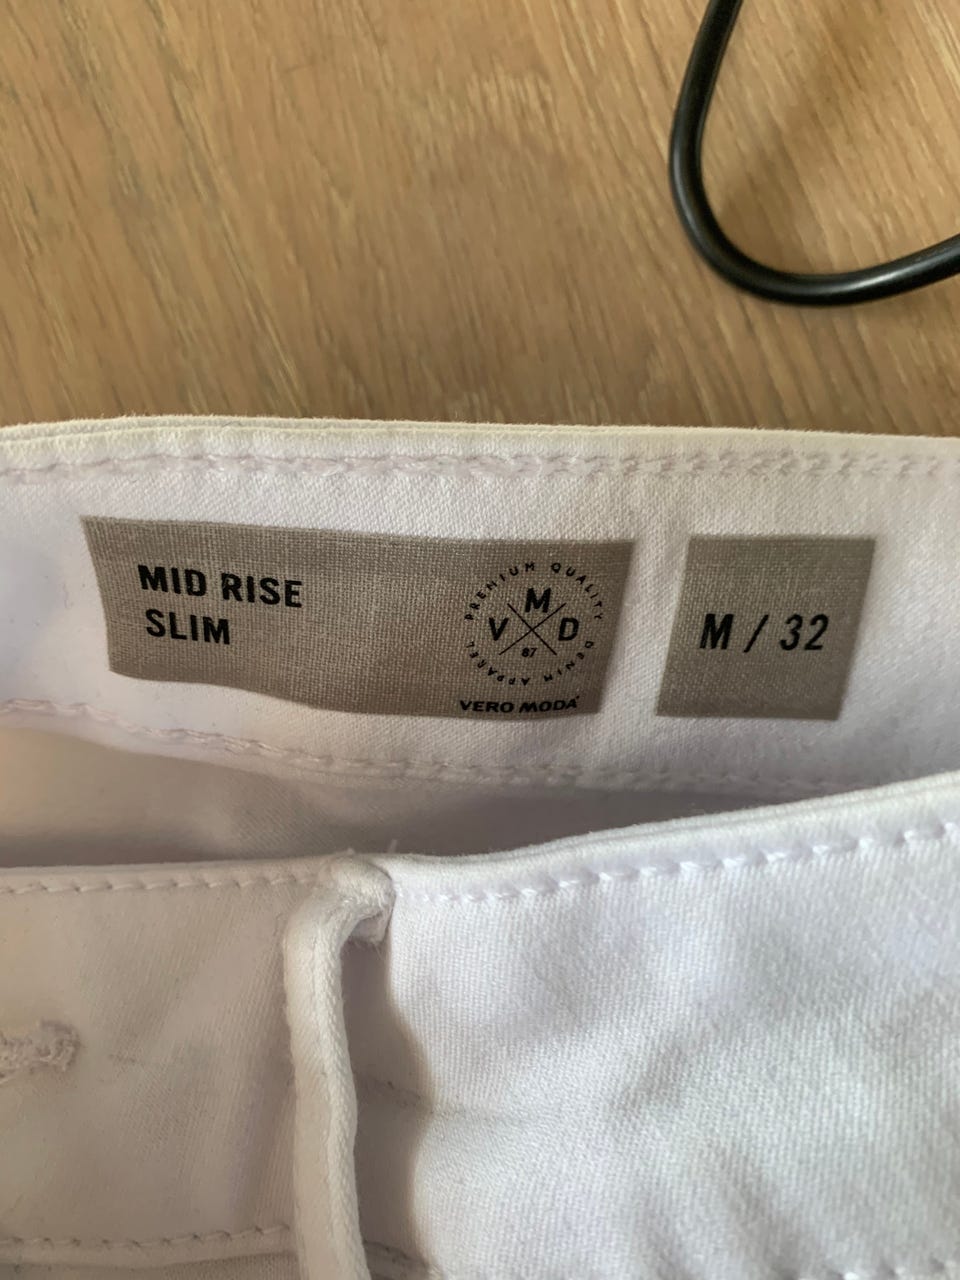 MID RISE
SLIM
PREMIUM QUALITY DENIM APPAREL
M
V D
87
VERO MODA
M / 32